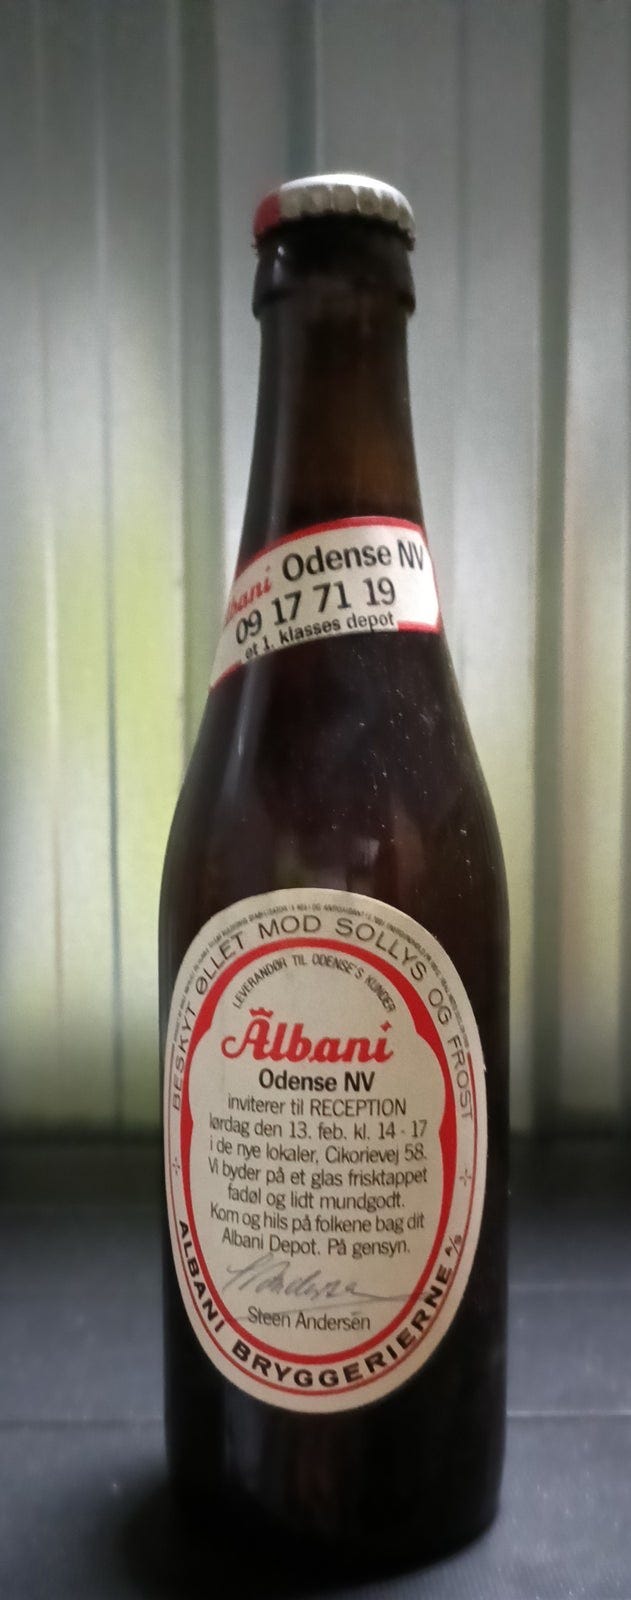 Albani Odense NV
09 17 71 19
et 1. klasses depot
BESKYT ØLLET MOD SOLLYS OG FROST
LEVERANDØR TIL ODENSE'S KUNDER
Albani
Odense NV
inviterer til RECEPTION
lørdag den 13. feb. kl. 14 - 17
i de nye lokaler, Cikorievej 58.
Vi byder på et glas frisktappet
fadøl og lidt mundgodt.
Kom og hils på folkene bag dit
Albani Depot. På gensyn.
Steen Andersen
ALBANI BRYGGERIERNE A/S